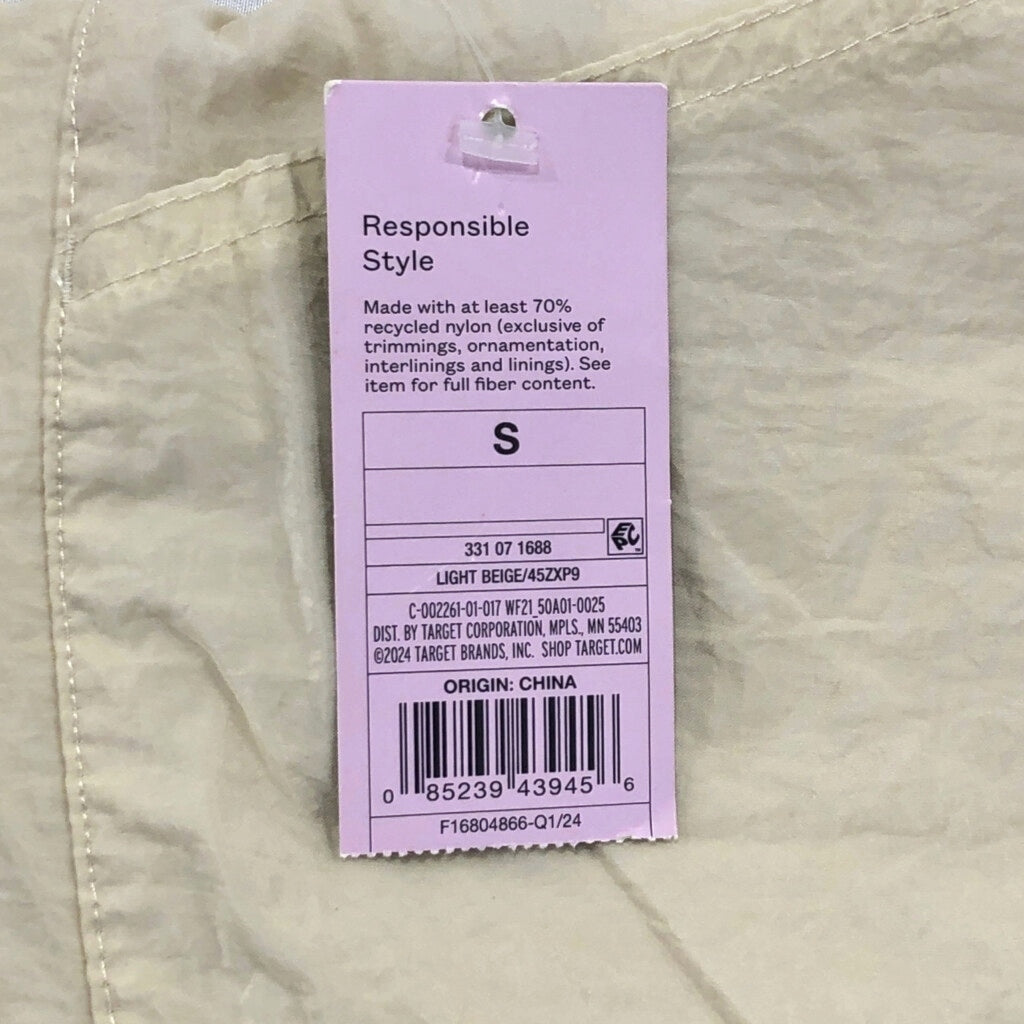 Responsible
Style
Made with at least 70%
recycled nylon (exclusive of
trimmings, ornamentation,
interlinings and linings). See
item for full fiber content.
S
EPC
331 07 1688
LIGHT BEIGE/45ZXP9
C-002261-01-017 WF21_50A01-0025
DIST. BY TARGET CORPORATION, MPLS., MN 55403
©2024 TARGET BRANDS, INC. SHOP TARGET.COM
ORIGIN: CHINA
0 85239 43945 6
F16804866-Q1/24